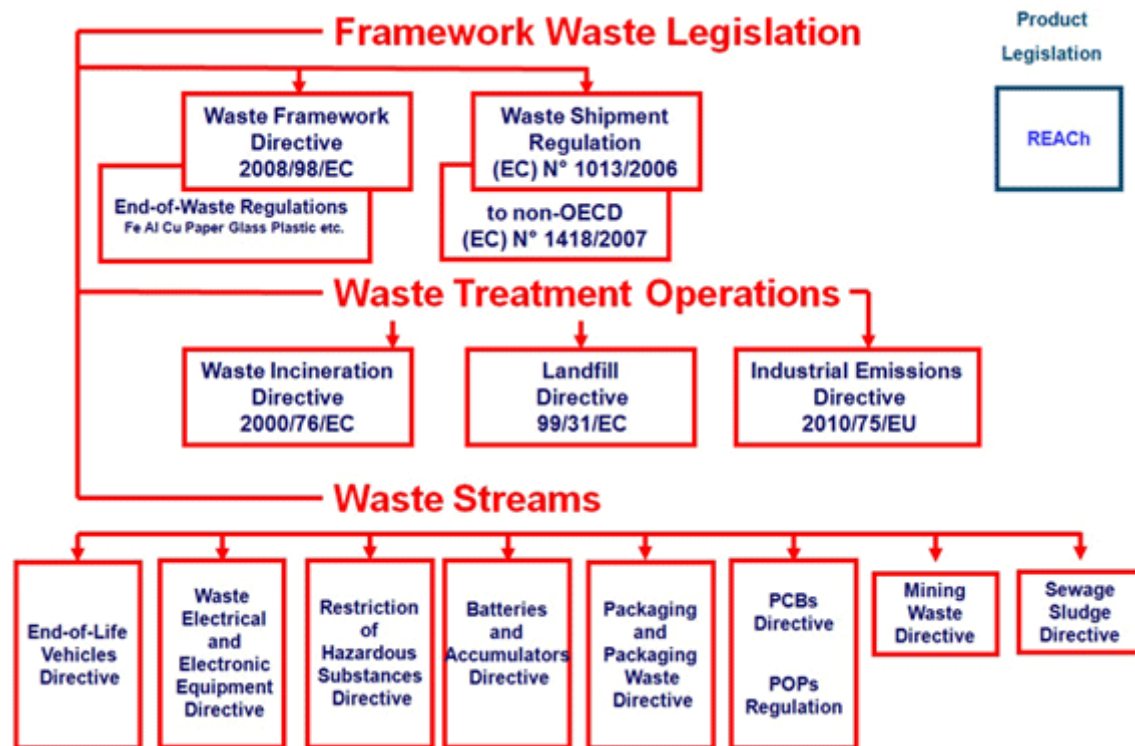 Framework Waste Legislation
Product
Legislation
REACh
Waste Framework
Directive
2008/98/EC
Waste Shipment
Regulation
(EC) N° 1013/2006
End-of-Waste Regulations
Fe Al Cu Paper Glass Plastic etc.
to non-OECD
(EC) N° 1418/2007
Waste Treatment Operations
Waste Incineration
Directive
2000/76/EC
Landfill
Directive
99/31/EC
Industrial Emissions
Directive
2010/75/EU
Waste Streams
End-of-Life
Vehicles
Directive
Waste
Electrical
and
Electronic
Equipment
Directive
Restriction
of
Hazardous
Substances
Directive
Batteries
and
Accumulators
Directive
Packaging
and
Packaging
Waste
Directive
PCBs
Directive
POPs
Regulation
Mining
Waste
Directive
Sewage
Sludge
Directive